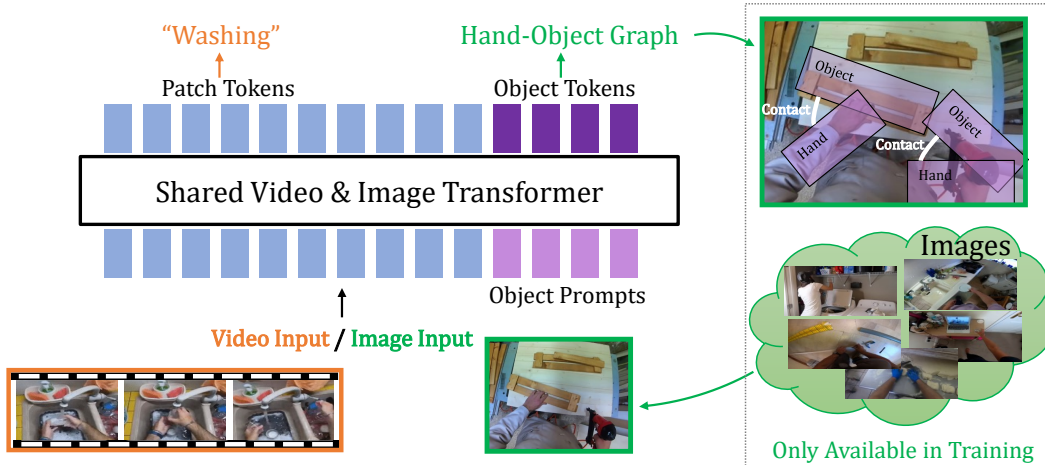 “Washing”
Hand-Object Graph
Patch Tokens
Object Tokens
Shared Video & Image Transformer
Object Prompts
Video Input / Image Input
Object
Contact
Hand
Object
Contact
Hand
Images
Only Available in Training